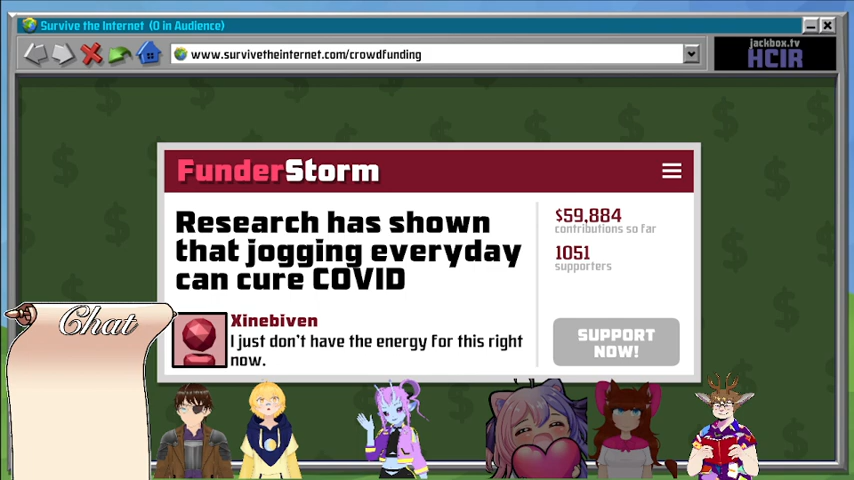 Survive the Internet (0 in Audience)
www.survivetheinternet.com/crowdfunding
jackbox.tv
HCIR
FunderStorm
Research has shown
that jogging everyday
can cure COVID
$59,884
contributions so far
1051
supporters
Xinebiven
I just don't have the energy for this right
now.
SUPPORT
NOW!
Chat